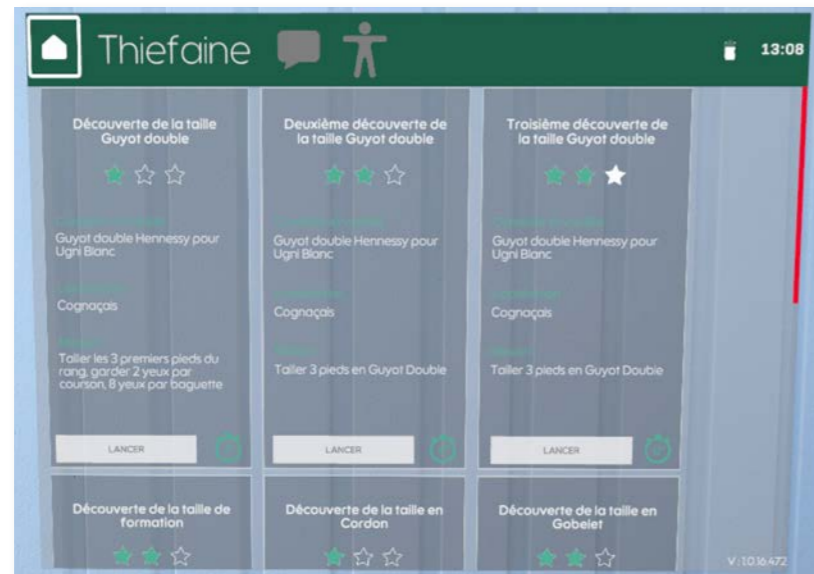 Thiefaine
13:08
Découverte de la taille
Guyot double
Guyot double Hennessy pour
Ugni Blanc
Cognaçais
Tailler les 3 premiers pieds du
rang, garder 2 yeux par
courson, 8 yeux par baguette
LANCER
Deuxième découverte de
la taille Guyot double
Guyot double Hennessy pour
Ugni Blanc
Cognaçais
Tailler 3 pieds en Guyot Double
LANCER
Troisième découverte de
la taille Guyot double
Guyot double Hennessy pour
Ugni Blanc
Cognaçais
Tailler 3 pieds en Guyot Double
LANCER
Découverte de la taille de
formation
Découverte de la taille en
Cordon
Découverte de la taille en
Gobelet
V : 1.0.16.472